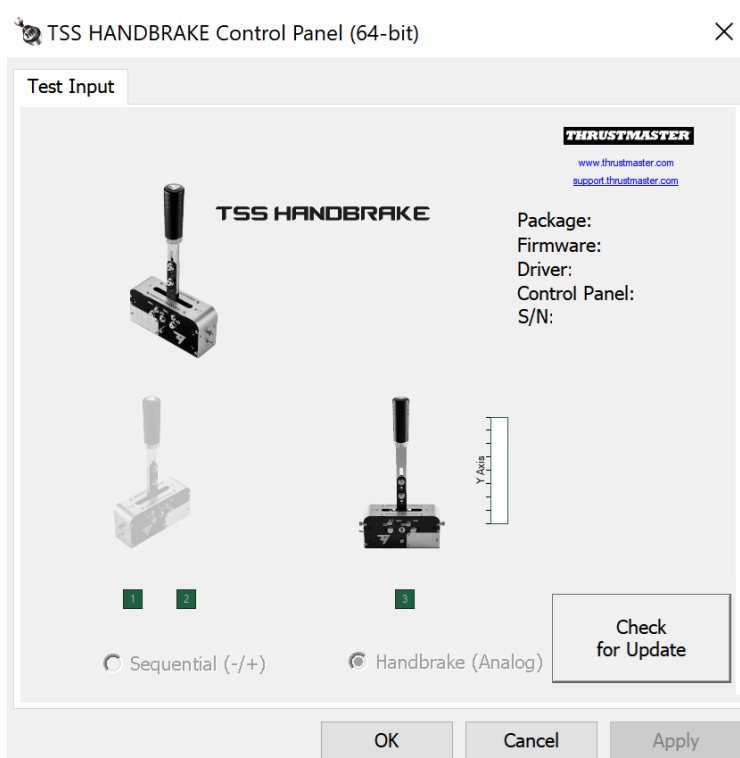 TSS HANDBRAKE Control Panel (64-bit)
Test Input
THRUSTMASTER
www.thrustmaster.com
support.thrustmaster.com
TSS HANDBRAKE
Package:
Firmware:
Driver:
Control Panel:
S/N:
Y Axis
1 2 3
Sequential (-/+) Handbrake (Analog)
Check
for Update
OK Cancel Apply